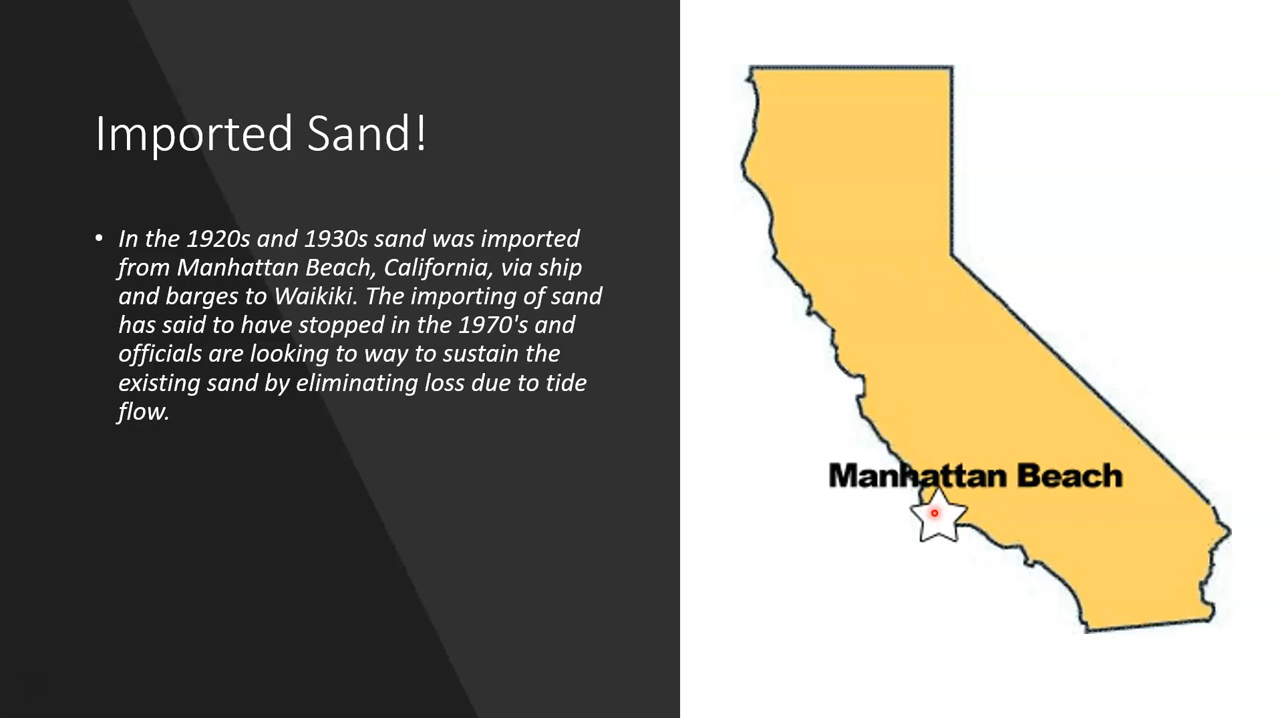 Imported Sand!
• In the 1920s and 1930s sand was imported
from Manhattan Beach, California, via ship
and barges to Waikiki. The importing of sand
has said to have stopped in the 1970's and
officials are looking to way to sustain the
existing sand by eliminating loss due to tide
flow.
Manhattan Beach